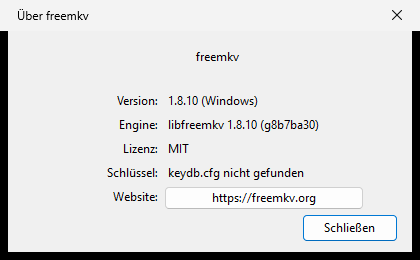 Über freemkv
freemkv
Version: 1.8.10 (Windows)
Engine: libfreemkv 1.8.10 (g8b7ba30)
Lizenz: MIT
Schlüssel: keydb.cfg nicht gefunden
Website: https://freemkv.org
Schließen